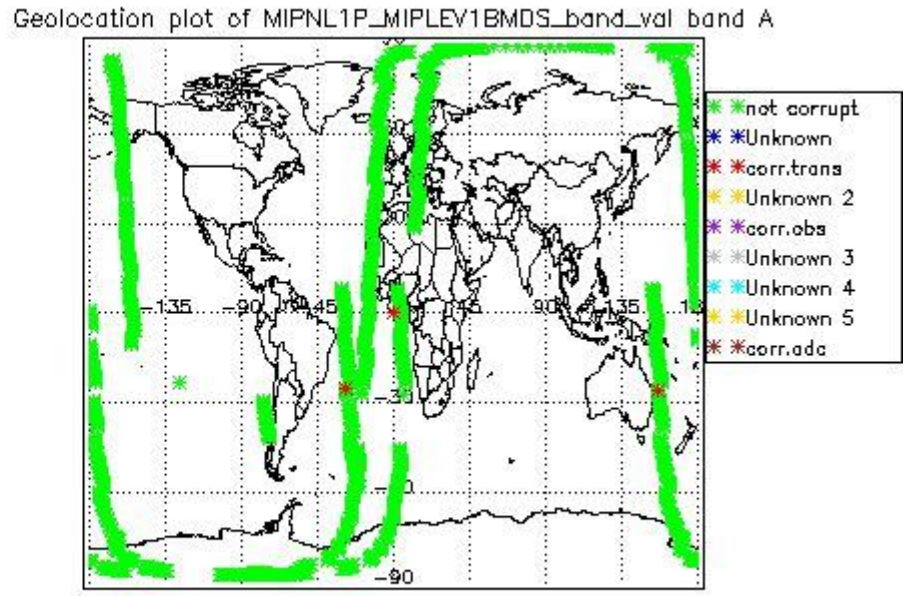 Geolocation plot of MIPNL1P_MIPLEV1BMDS_band_val band A
not corrupt
Unknown
corr.trans
Unknown 2
corr.obs
Unknown 3
Unknown 4
Unknown 5
corr.adc
-135 -90 -45 45 90 135
-90